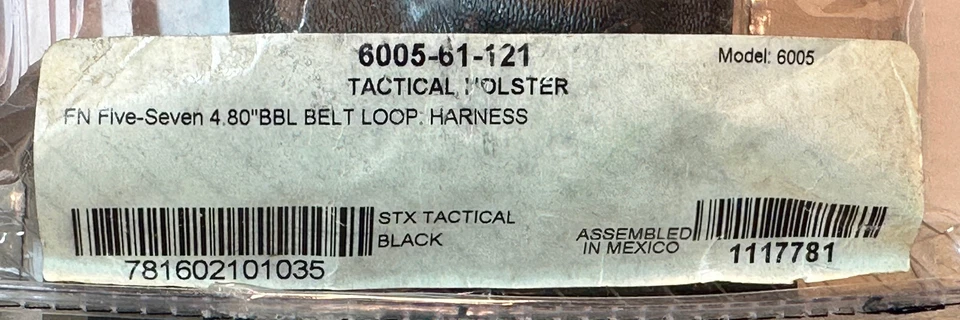 6005-61-121
Model: 6005
TACTICAL HOLSTER
FN Five-Seven 4.80"BBL BELT LOOP. HARNESS
STX TACTICAL
BLACK
781602101035
ASSEMBLED
IN MEXICO
1117781